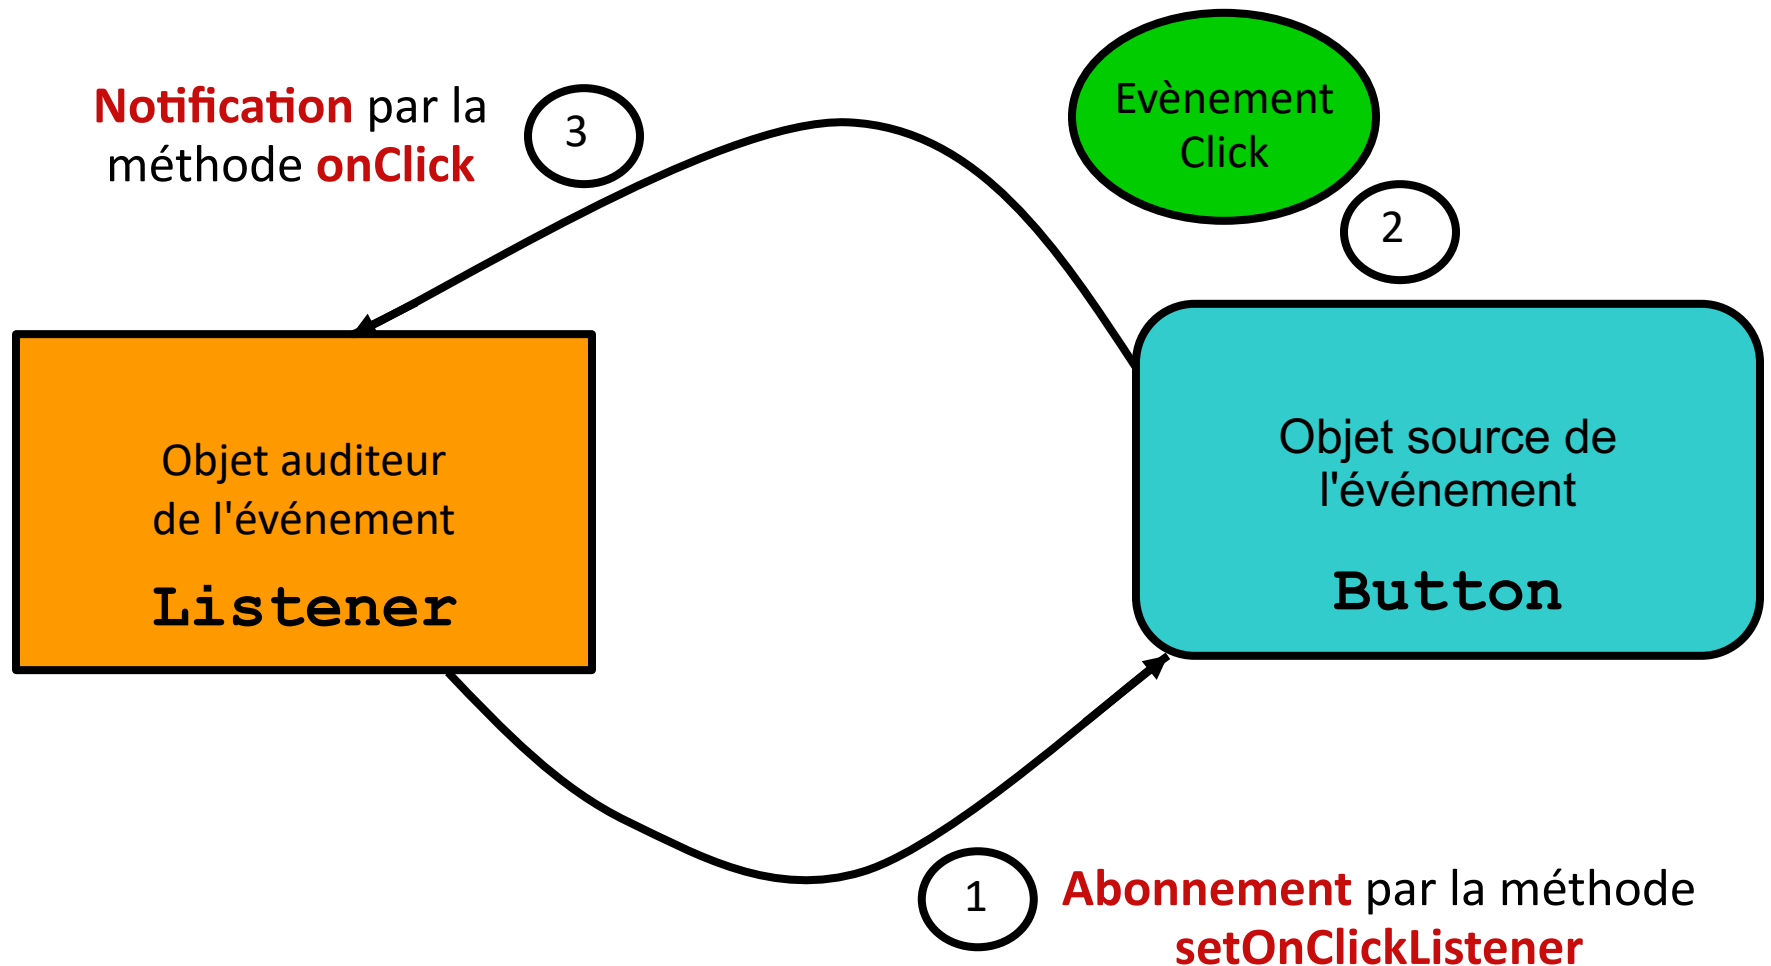 Notification par la
méthode onClick
3
Evènement
Click
2
Objet auditeur
de l'événement
Listener
Objet source de
l'événement
Button
1
Abonnement par la méthode
setOnClickListener